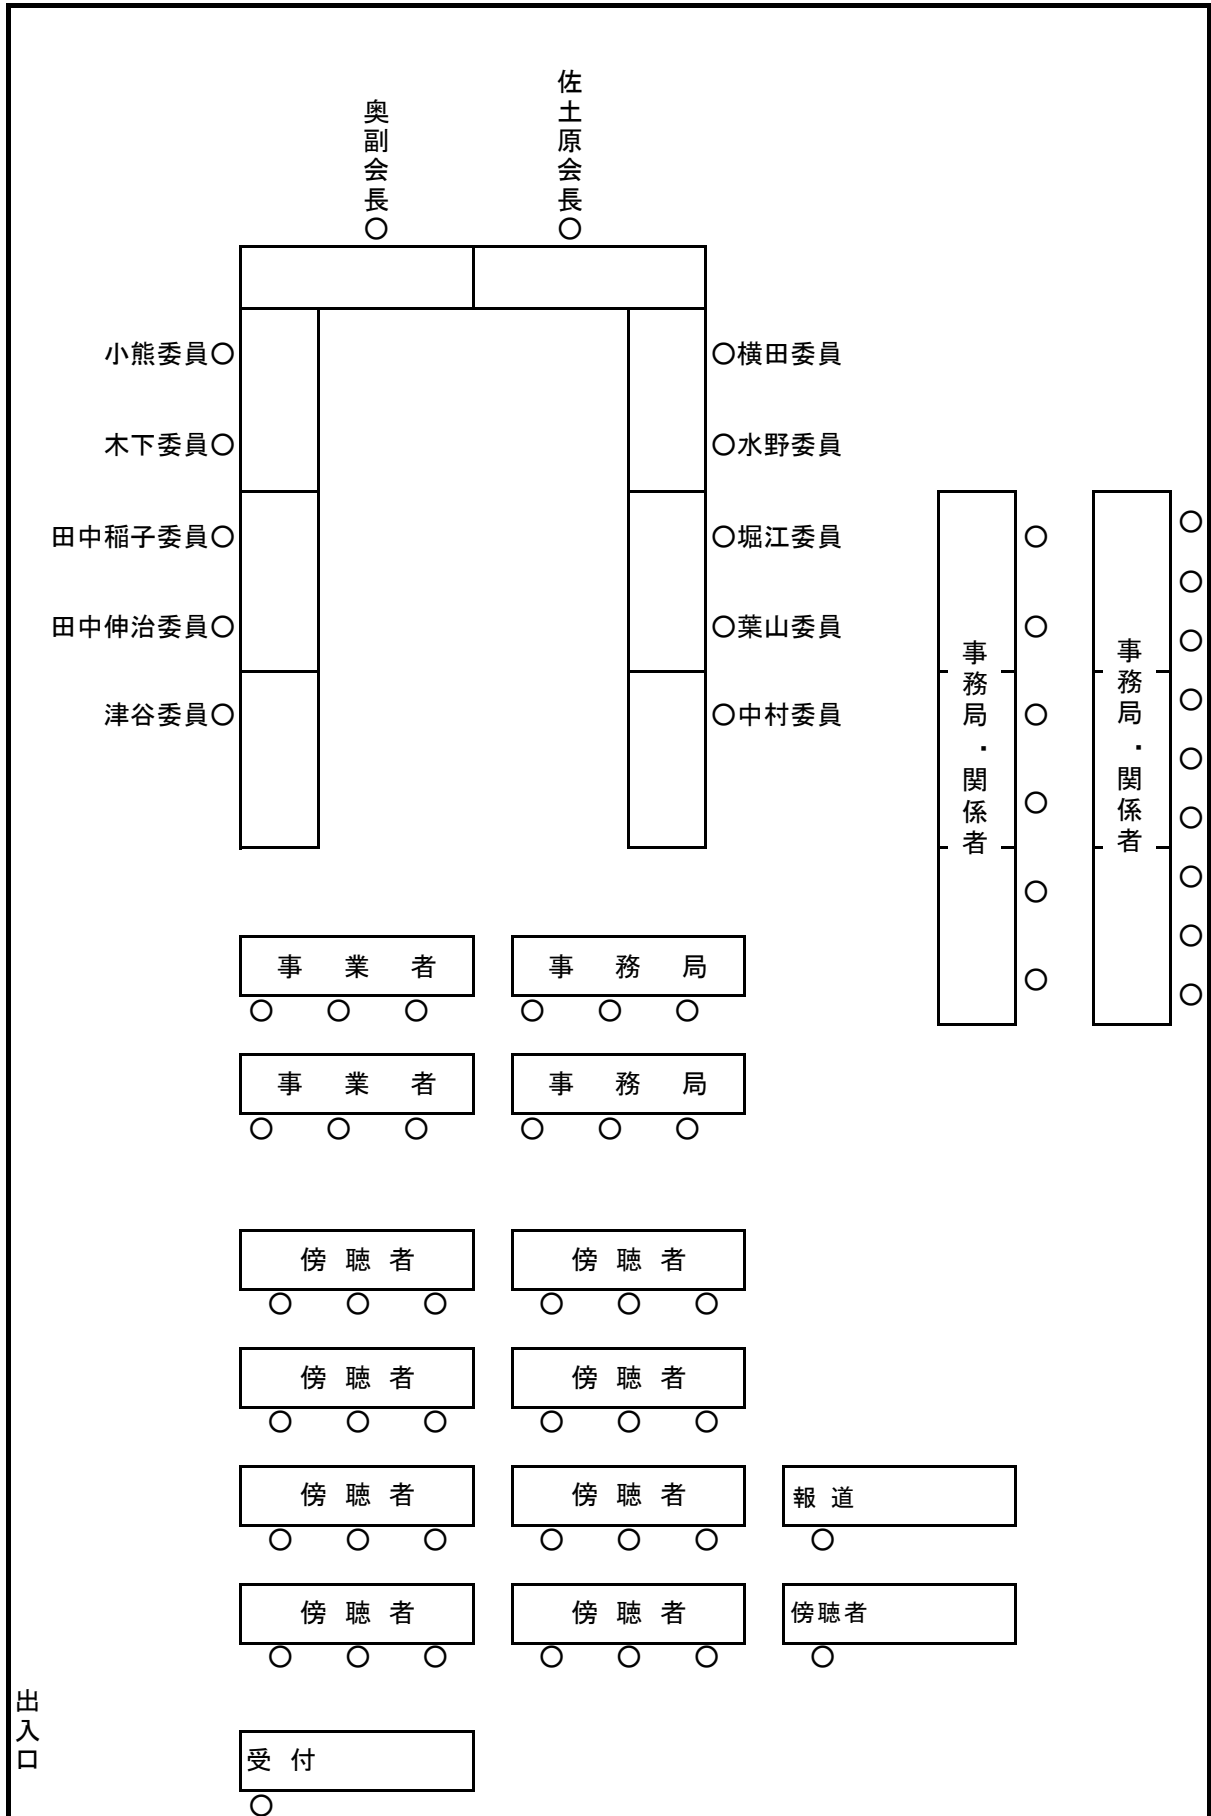 奥副会長○
佐土原会長○
小熊委員○
○横田委員
木下委員○
○水野委員
田中稲子委員○
○堀江委員
田中伸治委員○
○葉山委員
津谷委員○
○中村委員
事務局・関係者
○
○
○
○
○
○
事務局・関係者
○
○
○
○
○
○
○
○
○
事　業　者
○　○　○
事　務　局
○　○　○
事　業　者
○　○　○
事　務　局
○　○　○
傍 聴 者
○　○　○
傍 聴 者
○　○　○
傍 聴 者
○　○　○
傍 聴 者
○　○　○
傍 聴 者
○　○　○
傍 聴 者
○　○　○
報 道
○
傍 聴 者
○　○　○
傍 聴 者
○　○　○
傍聴者
○
出入口
受 付
○